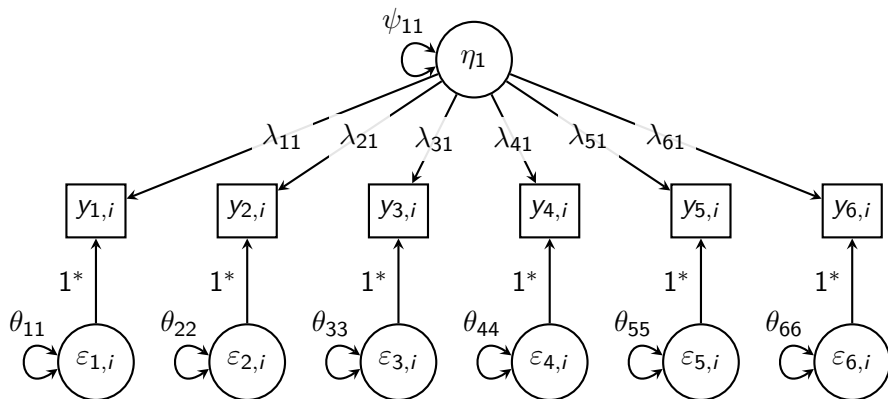 ψ₁₁
η₁
λ₁₁ λ₂₁ λ₃₁ λ₄₁ λ₅₁ λ₆₁
y₁,ᵢ y₂,ᵢ y₃,ᵢ y₄,ᵢ y₅,ᵢ y₆,ᵢ
1* 1* 1* 1* 1* 1*
θ₁₁ θ₂₂ θ₃₃ θ₄₄ θ₅₅ θ₆₆
ε₁,ᵢ ε₂,ᵢ ε₃,ᵢ ε₄,ᵢ ε₅,ᵢ ε₆,ᵢ